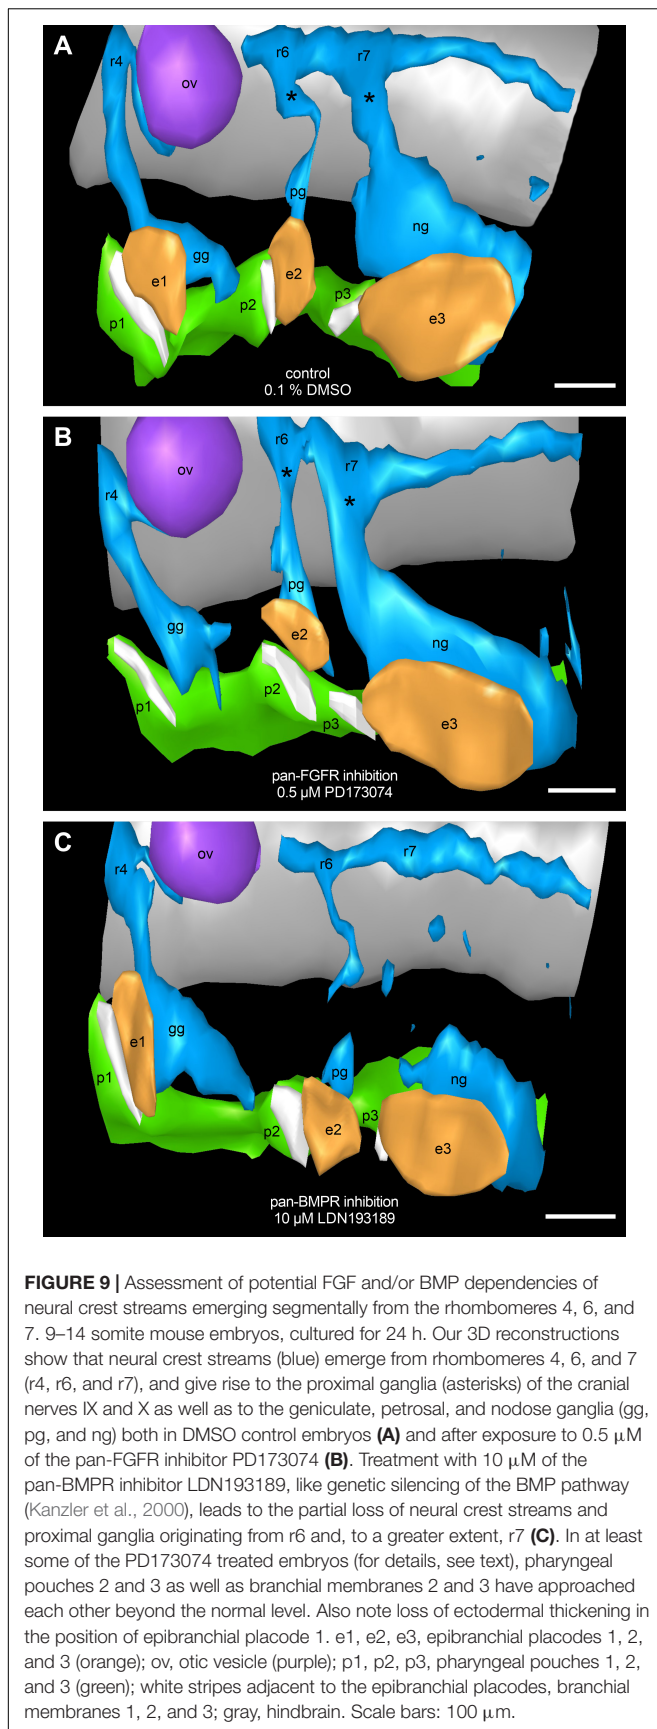 A
r4
ov
r6
r7
*
*
pg
ng
gg
e1
e2
p3
p2
p1
e3
control
0.1 % DMSO
B
r6
r7
ov
r4
*
*
pg
gg
e2
ng
p2
p1
p3
e3
pan-FGFR inhibition
0.5 µM PD173074
C
r4
ov
r6
r7
gg
e1
p1
pg
ng
p3
p2
e2
e3
pan-BMPR inhibition
10 µM LDN193189
FIGURE 9 | Assessment of potential FGF and/or BMP dependencies of
neural crest streams emerging segmentally from the rhombomeres 4, 6, and
7. 9–14 somite mouse embryos, cultured for 24 h. Our 3D reconstructions
show that neural crest streams (blue) emerge from rhombomeres 4, 6, and 7
(r4, r6, and r7), and give rise to the proximal ganglia (asterisks) of the cranial
nerves IX and X as well as to the geniculate, petrosal, and nodose ganglia (gg,
pg, and ng) both in DMSO control embryos (A) and after exposure to 0.5 µM
of the pan-FGFR inhibitor PD173074 (B). Treatment with 10 µM of the
pan-BMPR inhibitor LDN193189, like genetic silencing of the BMP pathway
(Kanzler et al., 2000), leads to the partial loss of neural crest streams and
proximal ganglia originating from r6 and, to a greater extent, r7 (C). In at least
some of the PD173074 treated embryos (for details, see text), pharyngeal
pouches 2 and 3 as well as branchial membranes 2 and 3 have approached
each other beyond the normal level. Also note loss of ectodermal thickening in
the position of epibranchial placode 1. e1, e2, e3, epibranchial placodes 1, 2,
and 3 (orange); ov, otic vesicle (purple); p1, p2, p3, pharyngeal pouches 1, 2,
and 3 (green); white stripes adjacent to the epibranchial placodes, branchial
membranes 1, 2, and 3; gray, hindbrain. Scale bars: 100 µm.